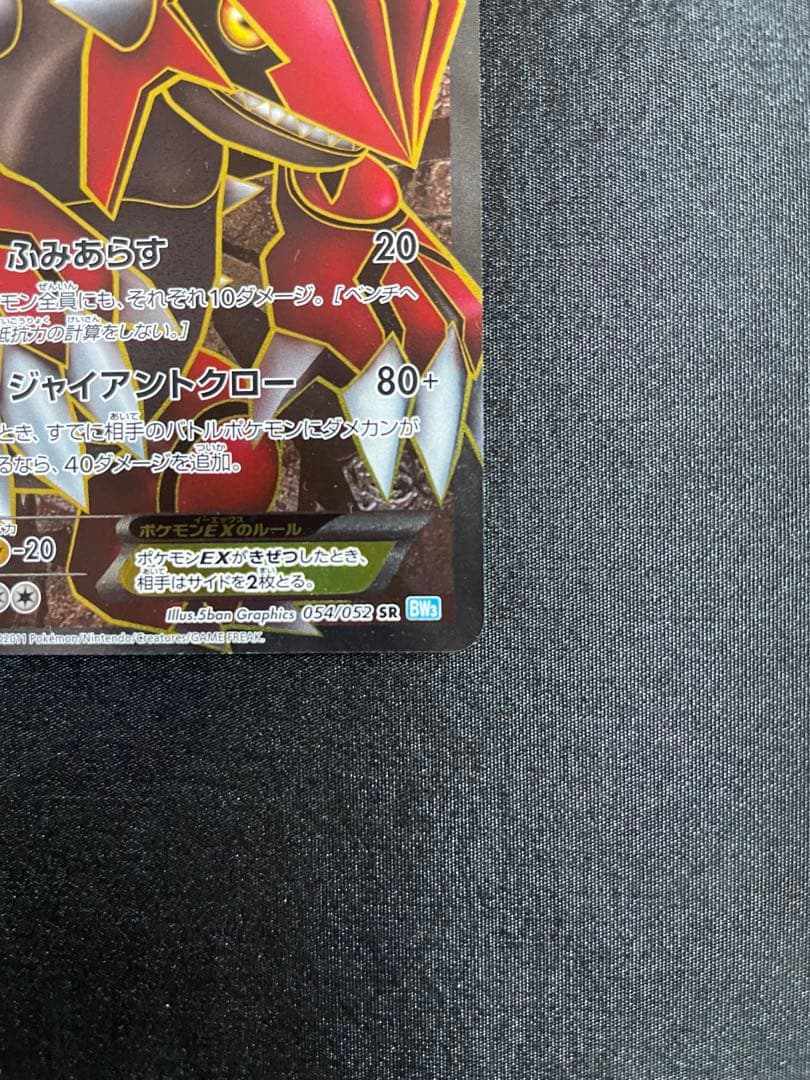 ふみあらす 20
モン全員にも、それぞれ10ダメージ。[ベンチへ
抵抗力の計算をしない。]
ジャイアントクロー 80+
とき、すでに相手のバトルポケモンにダメカンが
るなら、40ダメージを追加。
-20
ポケモンEXのルール
ポケモンEXがきぜつしたとき、
相手はサイドを2枚とる。
Illus.5ban Graphics 054/052 SR BW3
©2011 Pokémon/Nintendo/Creatures/GAME FREAK.